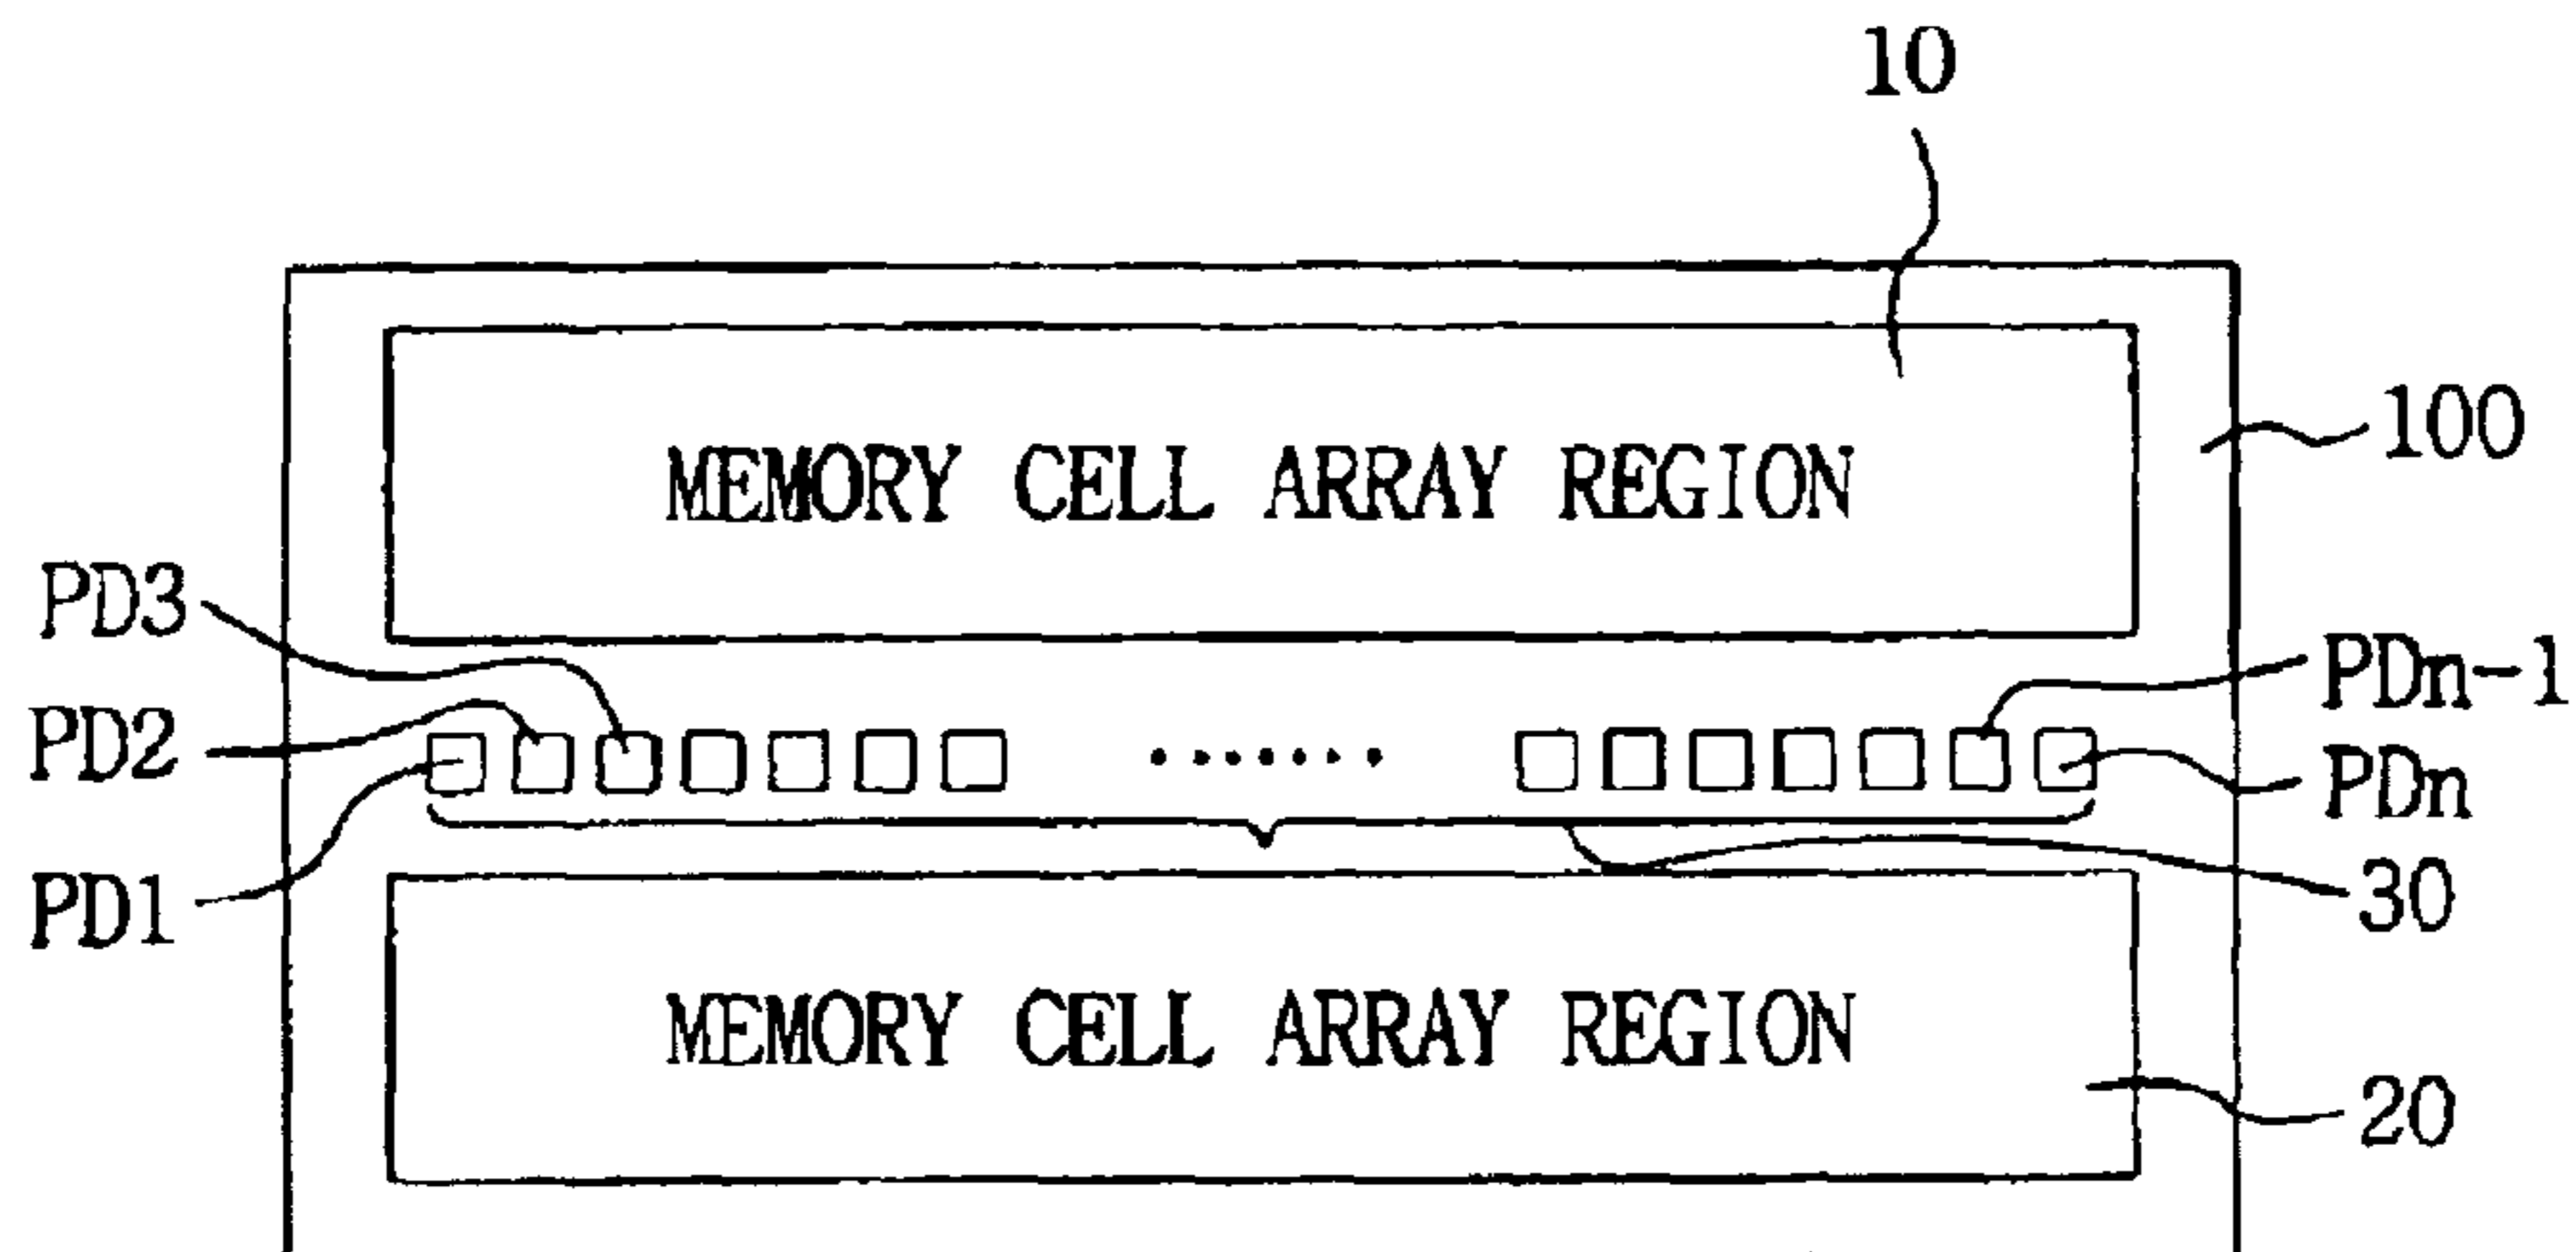 10
MEMORY CELL ARRAY REGION
100
PD3
PD2
PD1
PDn-1
PDn
30
MEMORY CELL ARRAY REGION
20